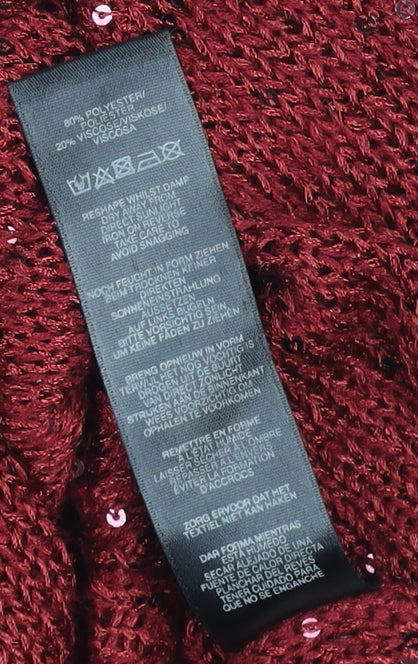 80% POLYESTER/
POLIESTER
20% VISCOSE/VISKOSE/
VISCOSA
RESHAPE WHILST DAMP
DRY AWAY FROM
DIRECT SUNLIGHT
IRON ON REVERSE
TAKE CARE TO
AVOID SNAGGING
NOCH FEUCHT IN FORM ZIEHEN
BEIM TROCKNEN KEINER
DIREKTEN
SONNENEINSTRAHLUNG
AUSSETZEN
AUF LINKS BÜGELN
BITTE VORSICHTIG SEIN,
UM KEINE FÄDEN ZU ZIEHEN
BRENG OPNIEUW IN VORM
TERWIJL HET NOG VOCHTIG IS
DROGEN UIT DE BUURT
VAN DIRECT ZONLICHT
STRIJKEN AAN DE BINNENKANT
WEES VOORZICHTIG OM
OPHALEN TE VOORKOMEN
REMETTRE EN FORME
À L'ÉTAT HUMIDE
LAISSER SÉCHER À L'OMBRE
REPASSER À L'ENVERS
ÉVITER LA FORMATION
D'ACCROCS
ZORG ERVOOR DAT HET
TEXTIEL NIET KAN HAKEN
DAR FORMA MIENTRAS
ESTÁ HÚMEDO
SECAR ALEJADO DE UNA
FUENTE DE CALOR DIRECTA
PLANCHAR DEL REVÉS
TENER CUIDADO PARA
QUE NO SE ENGANCHE